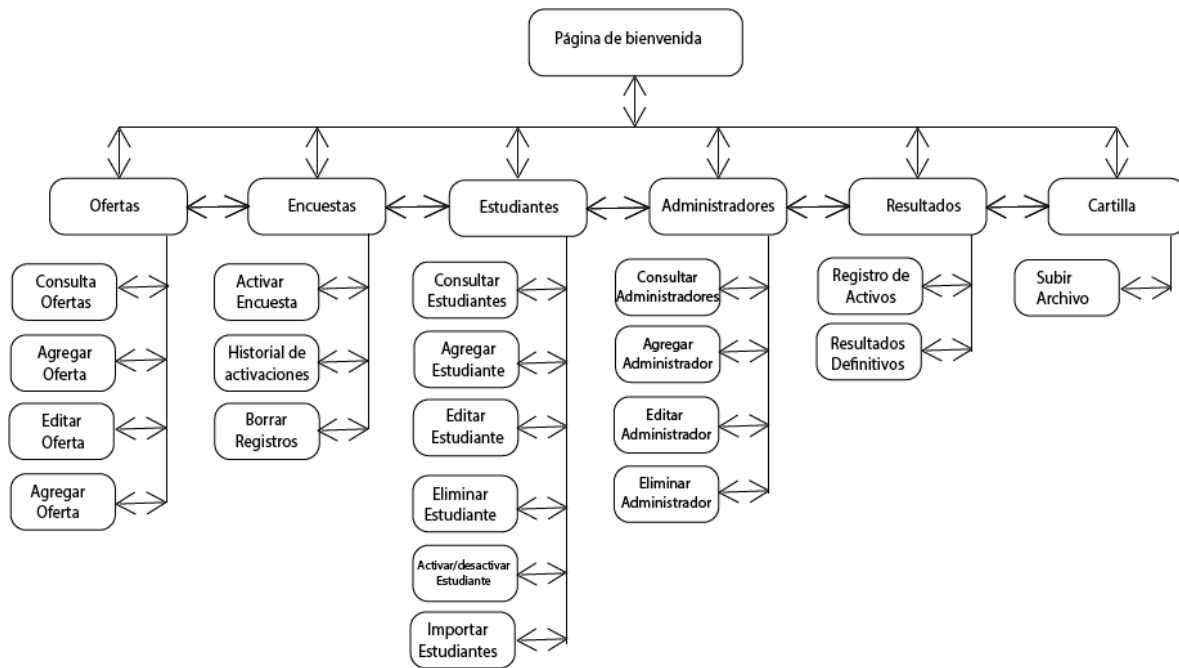 Página de bienvenida
Ofertas
Encuestas
Estudiantes
Administradores
Resultados
Cartilla
Consulta
Ofertas
Agregar
Oferta
Editar
Oferta
Agregar
Oferta
Activar
Encuesta
Historial de
activaciones
Borrar
Registros
Consultar
Estudiantes
Agregar
Estudiante
Editar
Estudiante
Eliminar
Estudiante
Activar/desactivar
Estudiante
Importar
Estudiantes
Consultar
Administradores
Agregar
Administrador
Editar
Administrador
Eliminar
Administrador
Registro de
Activos
Resultados
Definitivos
Subir
Archivo